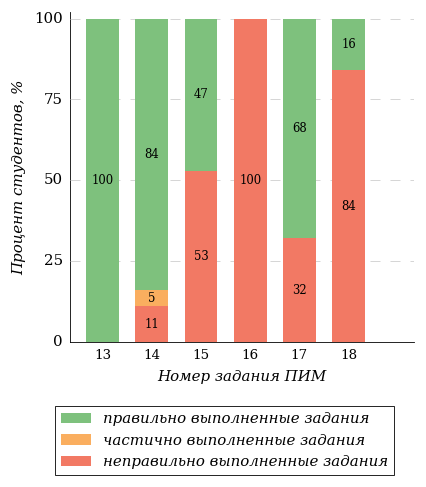 100
16
47
75
68
84
50
100
100
84
25
53
32
5
11
0
13 14 15 16 17 18
Процент студентов, %
Номер задания ПИМ
правильно выполненные задания
частично выполненные задания
неправильно выполненные задания